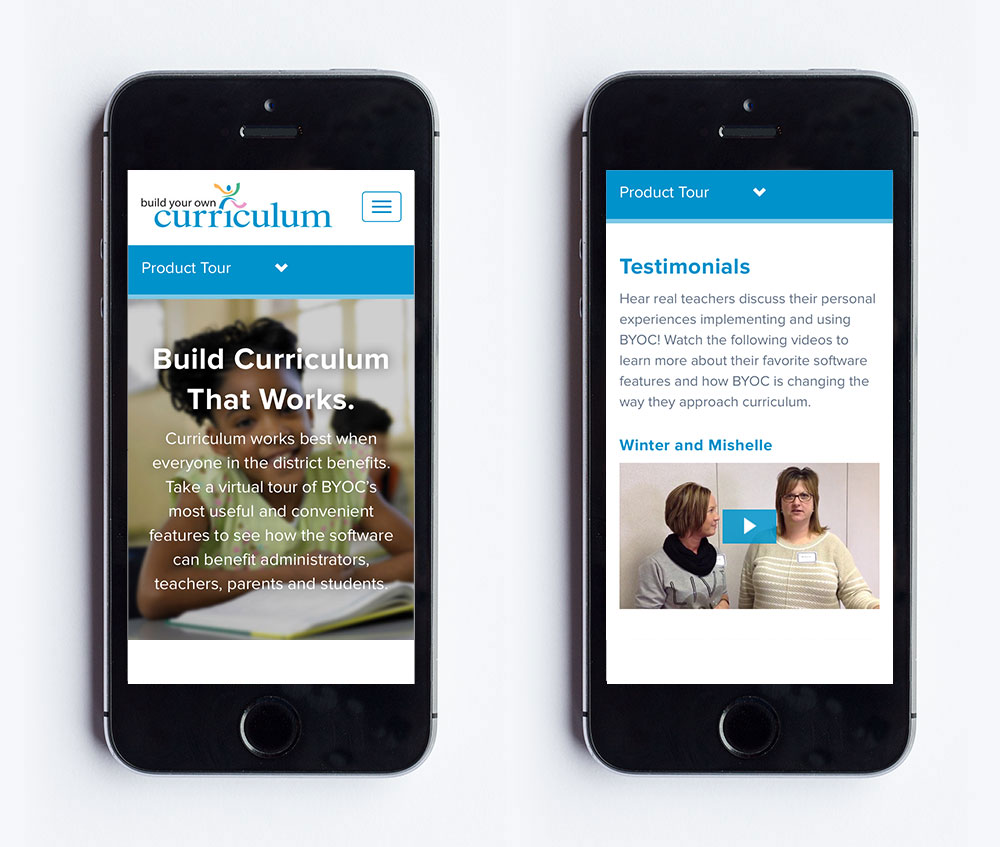 build your own
curriculum
Product Tour
Build Curriculum
That Works.
Curriculum works best when
everyone in the district benefits.
Take a virtual tour of BYOC's
most useful and convenient
features to see how the software
can benefit administrators,
teachers, parents and students.
Product Tour
Testimonials
Hear real teachers discuss their personal
experiences implementing and using
BYOC! Watch the following videos to
learn more about their favorite software
features and how BYOC is changing the
way they approach curriculum.
Winter and Mishelle